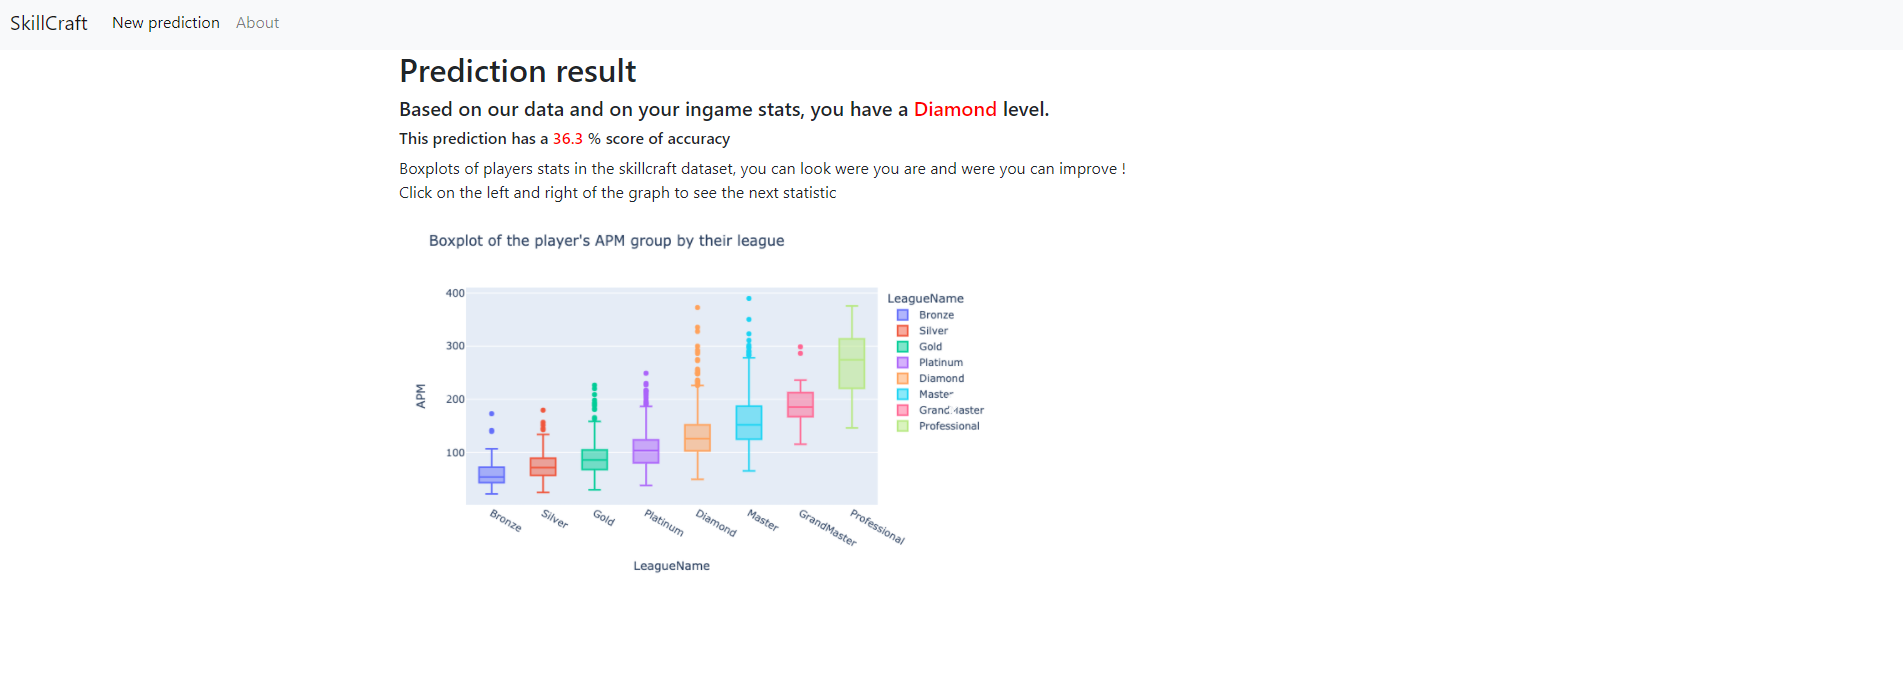 SkillCraft New prediction About
Prediction result
Based on our data and on your ingame stats, you have a Diamond level.
This prediction has a 36.3 % score of accuracy
Boxplots of players stats in the skillcraft dataset, you can look were you are and were you can improve !
Click on the left and right of the graph to see the next statistic
Boxplot of the player's APM group by their league
400
300
200
100
APM
Bronze
Silver
Gold
Platinum
Diamond
Master
GrandMaster
Professional
LeagueName
LeagueName
Bronze
Silver
Gold
Platinum
Diamond
Master
GrandMaster
Professional